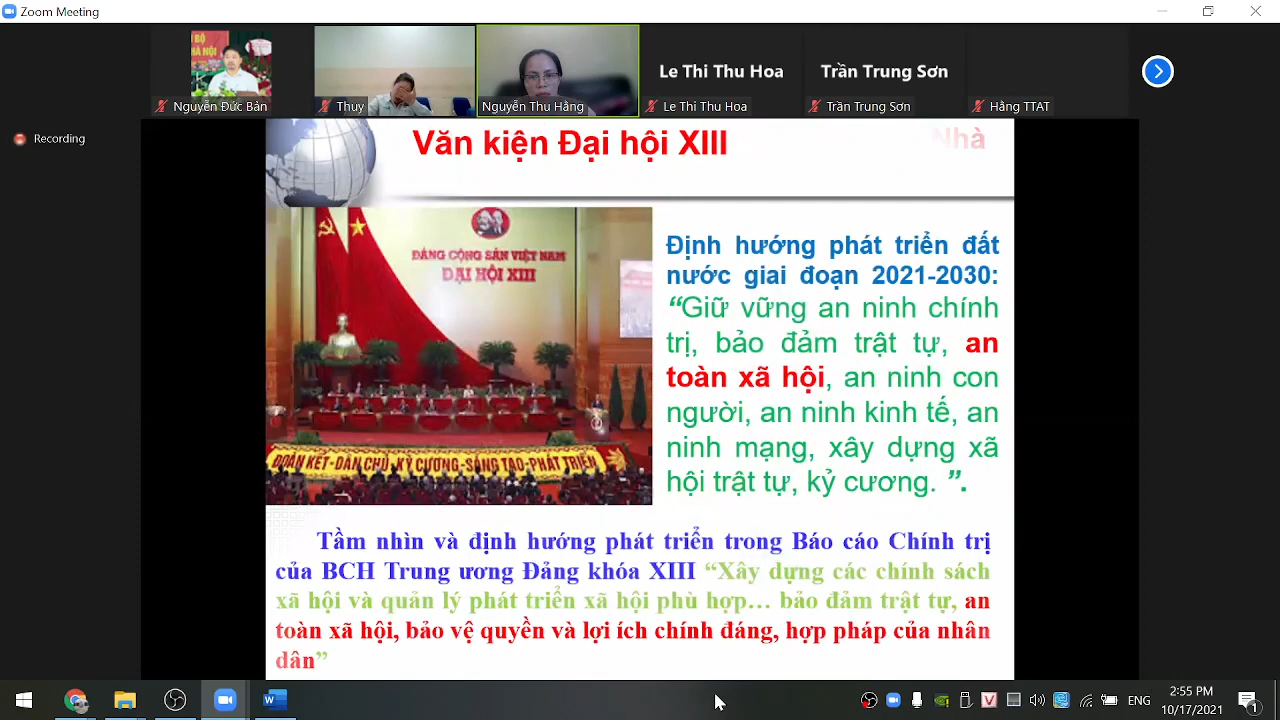 Zoom Meeting
BỘ
HÀ NỘI
Le Thi Thu Hoa
Trần Trung Sơn
Nguyễn Đức Bản
Thuy
Nguyễn Thu Hằng
Le Thi Thu Hoa
Trần Trung Sơn
Hằng TTAT
Recording
Văn kiện Đại hội XIII
Nhà
ĐẢNG CỘNG SẢN VIỆT NAM
ĐẠI HỘI XIII
ĐOÀN KẾT-DÂN CHỦ-KỶ CƯƠNG-SÁNG TẠO-PHÁT TRIỂN
Định hướng phát triển đất
nước giai đoạn 2021-2030:
“Giữ vững an ninh chính
trị, bảo đảm trật tự, an
toàn xã hội, an ninh con
người, an ninh kinh tế, an
ninh mạng, xây dựng xã
hội trật tự, kỷ cương. ”.
Tầm nhìn và định hướng phát triển trong Báo cáo Chính trị
của BCH Trung ương Đảng khóa XIII “Xây dựng các chính sách
xã hội và quản lý phát triển xã hội phù hợp… bảo đảm trật tự, an
toàn xã hội, bảo vệ quyền và lợi ích chính đáng, hợp pháp của nhân
dân”
ENG
2:55 PM
10/17/2021
1